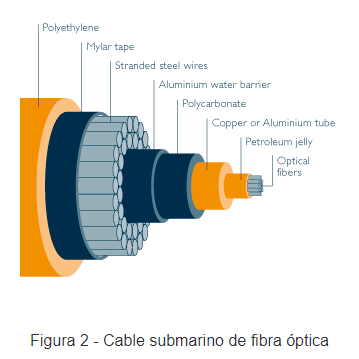 Polyethylene
Mylar tape
Stranded steel wires
Aluminium water barrier
Polycarbonate
Copper or Aluminium tube
Petroleum jelly
Optical
fibers
Figura 2 - Cable submarino de fibra óptica